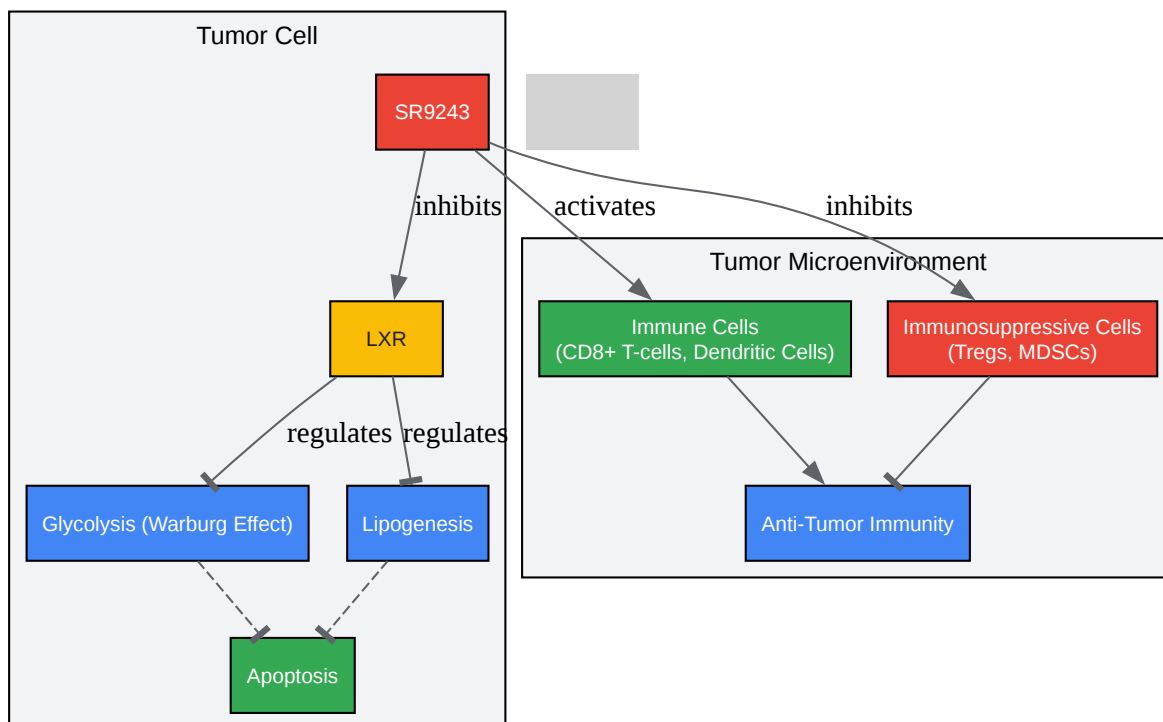 Tumor Cell
SR9243
inhibits
activates
inhibits
Tumor Microenvironment
LXR
Immune Cells
(CD8+ T-cells, Dendritic Cells)
Immunosuppressive Cells
(Tregs, MDSCs)
regulates
regulates
Glycolysis (Warburg Effect)
Lipogenesis
Anti-Tumor Immunity
Apoptosis